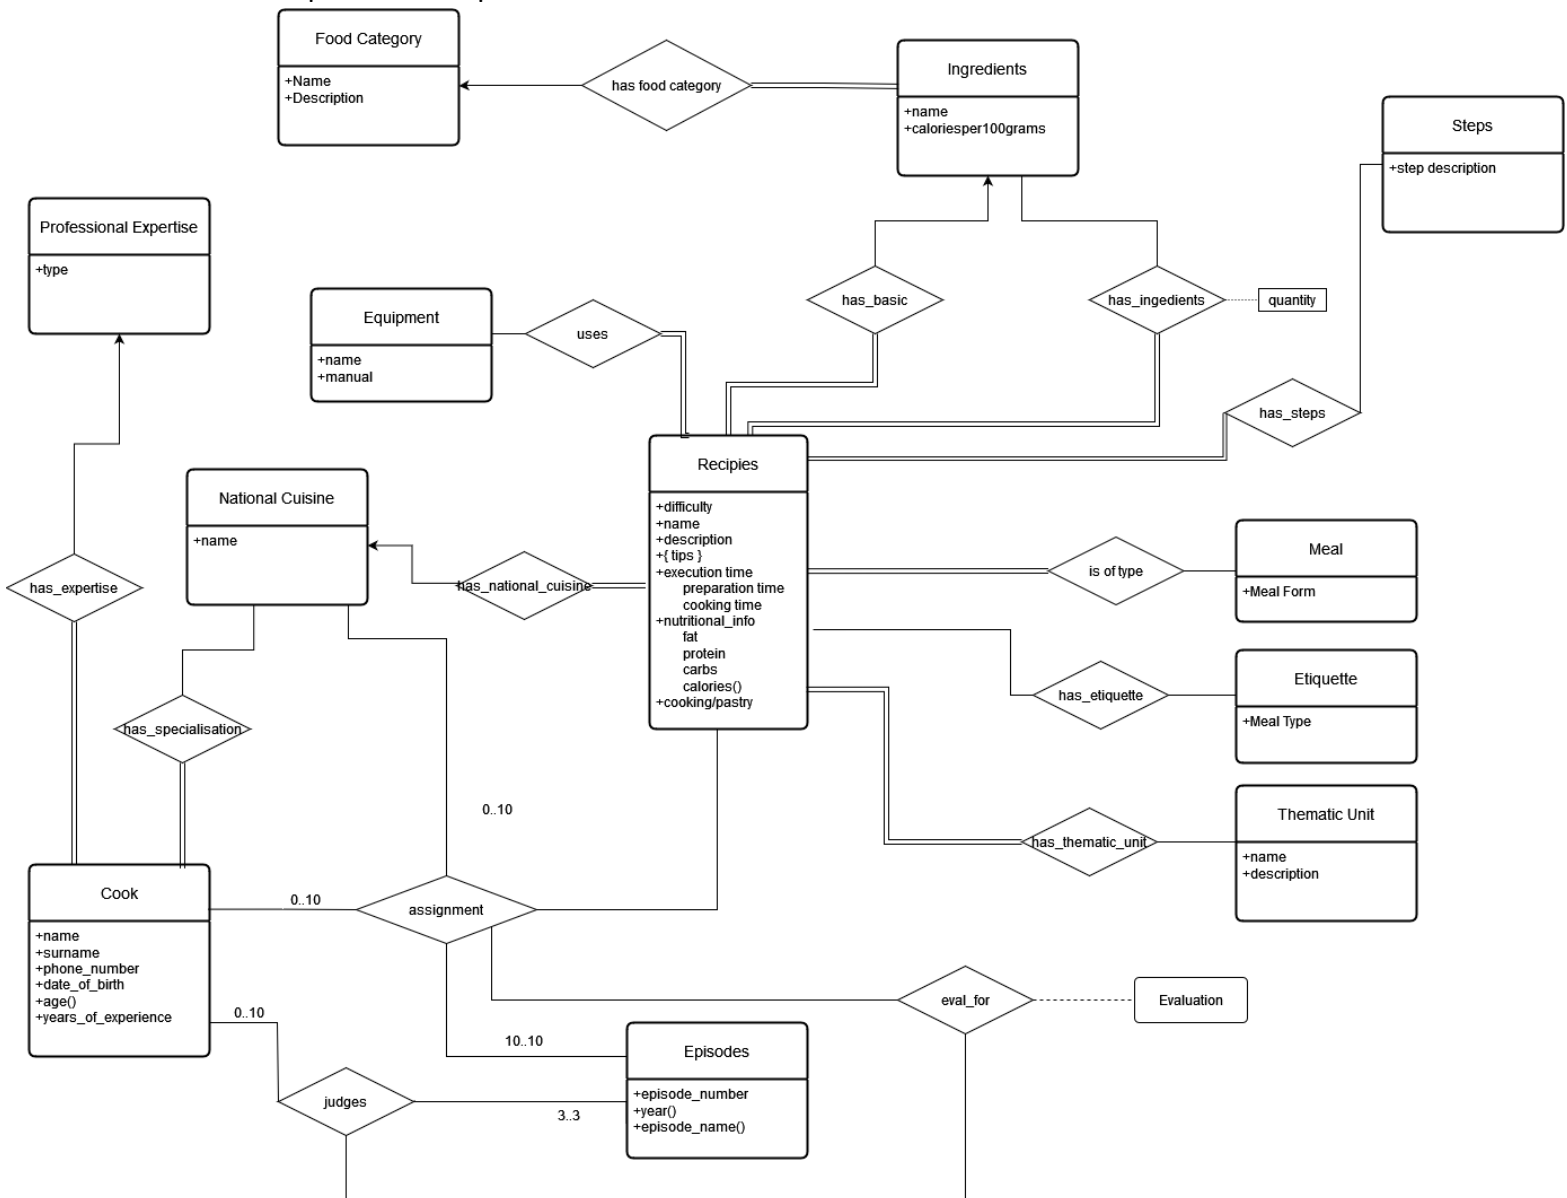 Food Category
+Name
+Description
has food category
Ingredients
+name
+caloriesper100grams
Steps
+step description
Professional Expertise
+type
Equipment
+name
+manual
uses
has_basic
has_ingedients
quantity
has_steps
National Cuisine
+name
has_expertise
has_national_cuisine
has_specialisation
Recipies
+difficulty
+name
+description
+{ tips }
+execution time
preparation time
cooking time
+nutritional_info
fat
protein
carbs
calories()
+cooking/pastry
is of type
Meal
+Meal Form
has_etiquette
Etiquette
+Meal Type
has_thematic_unit
Thematic Unit
+name
+description
0..10
0..10
assignment
Cook
+name
+surname
+phone_number
+date_of_birth
+age()
+years_of_experience
0..10
eval_for
Evaluation
10..10
judges
3..3
Episodes
+episode_number
+year()
+episode_name()